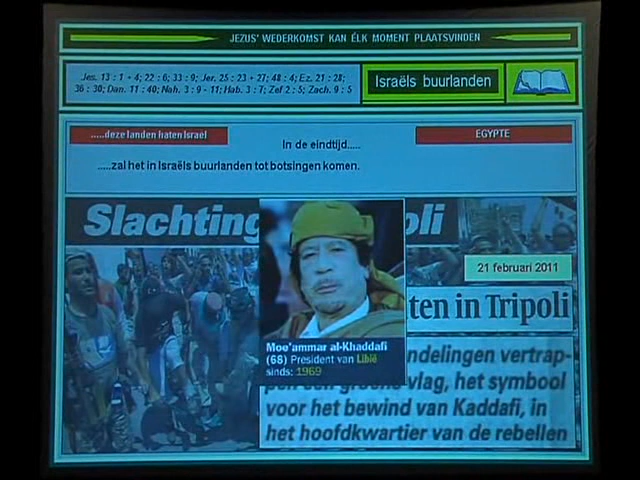 JEZUS' WEDERKOMST KAN ÉLK MOMENT PLAATSVINDEN
Jes. 13 : 1 + 4; 22 : 6; 33 : 9; Jer. 25 : 23 + 27; 48 : 4; Ez. 21 : 28;
36 : 30; Dan. 11 : 40; Nah. 3 : 9 - 11; Hab. 3 : 7; Zef 2 : 5; Zach. 9 : 5
Israëls buurlanden
.....deze landen haten Israël
In de eindtijd.....
EGYPTE
.....zal het in Israëls buurlanden tot botsingen komen.
Slachting
oli
21 februari 2011
ten in Tripoli
Moe'ammar al-Khaddafi
(68) President van Libië
sinds: 1969
ndelingen vertrap-
pen een groene vlag, het symbool
voor het bewind van Kaddafi, in
het hoofdkwartier van de rebellen